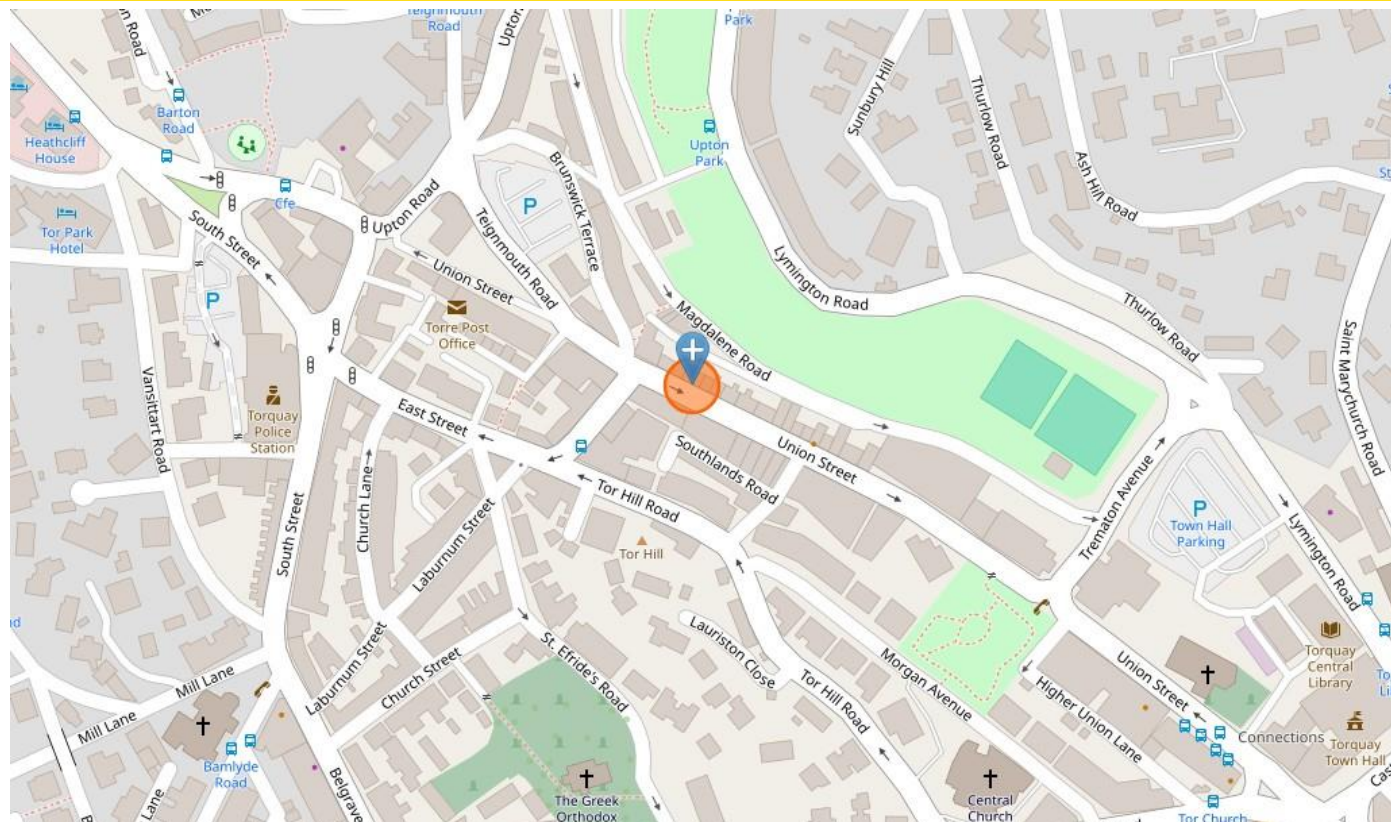 Teignmouth
Road
Park
Upton
Sunbury Hill
Thurlow Road
Ash Hill Road
Barton
Road
Heathcliff
House
Upton
Park
Cfe
Tor Park
Hotel
South Street
Upton Road
P
Brunswick Terrace
Teignmouth Road
Lymington Road
P
Union Street
Torre Post
Office
Magdalene Road
Thurlow Road
Saint Marychurch Road
Vansittart Road
Torquay
Police
Station
East Street
Church Lane
Southlands Road
Union Street
Trematon Avenue
P
Town Hall
Parking
Lymington Road
South Street
Laburnum Street
Tor Hill Road
Tor Hill
Lauriston Close
St. Efride's Road
Morgan Avenue
Mill Lane
Laburnum Street
Church Street
Tor Hill Road
Higher Union Lane
Union Street
Torquay
Central
Library
Mill Lane
Bamlyde
Road
Connections
Torquay
Town Hall
Lane
Belgrave
The Greek
Orthodox
Central
Church
Tor Church